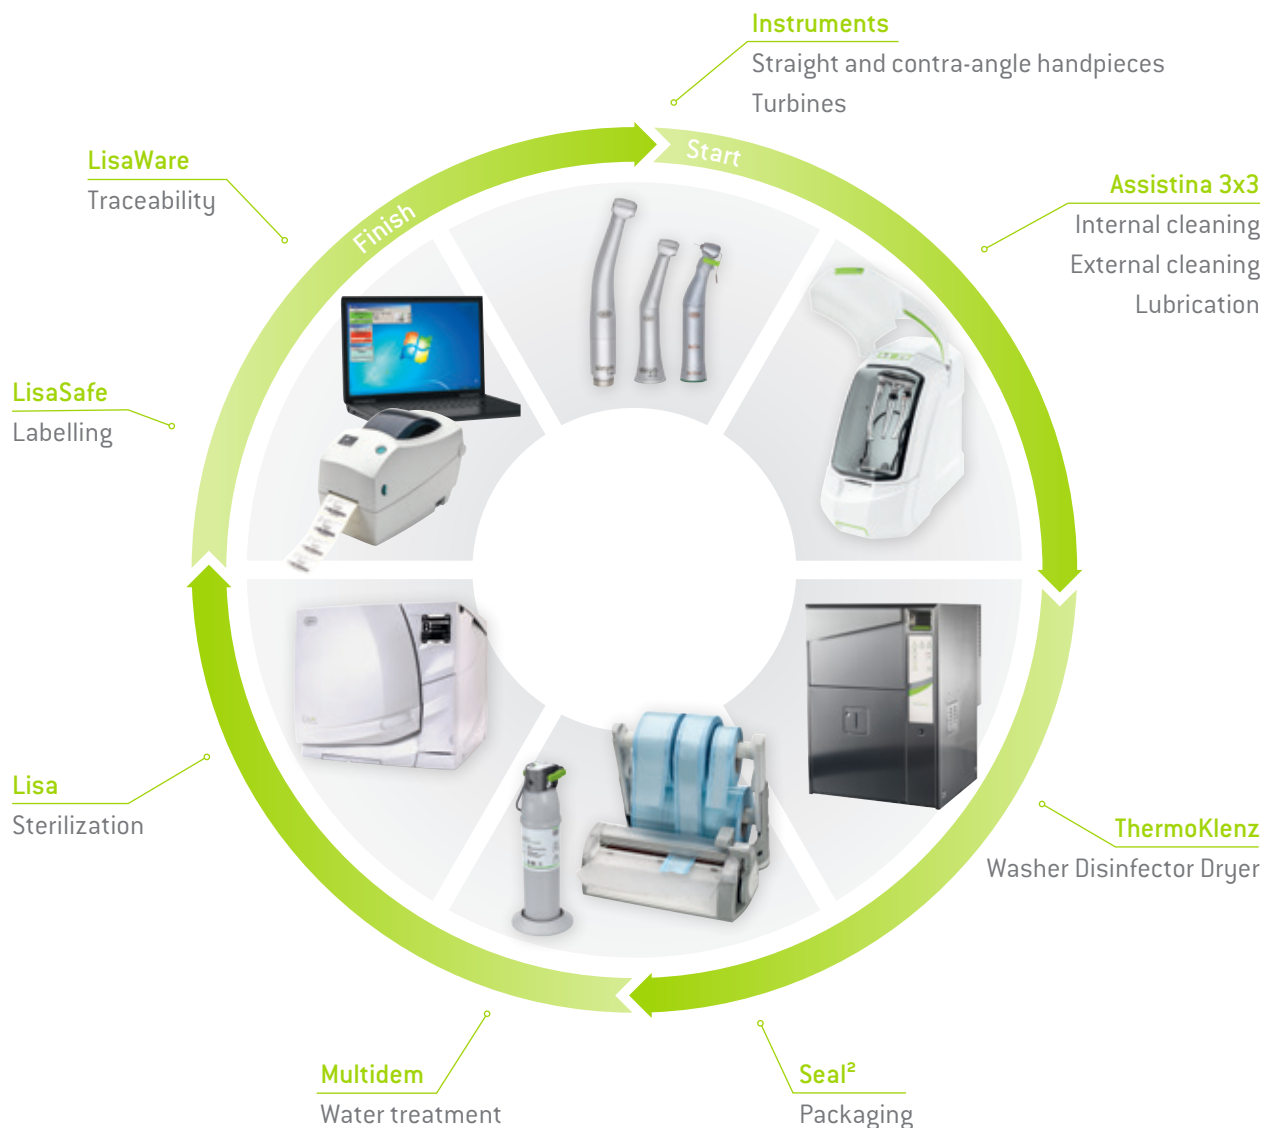 Instruments
Straight and contra-angle handpieces
Turbines
Start
Assistina 3x3
Internal cleaning
External cleaning
Lubrication
ThermoKlenz
Washer Disinfector Dryer
Seal²
Packaging
Multidem
Water treatment
Lisa
Sterilization
LisaSafe
Labelling
LisaWare
Traceability
Finish